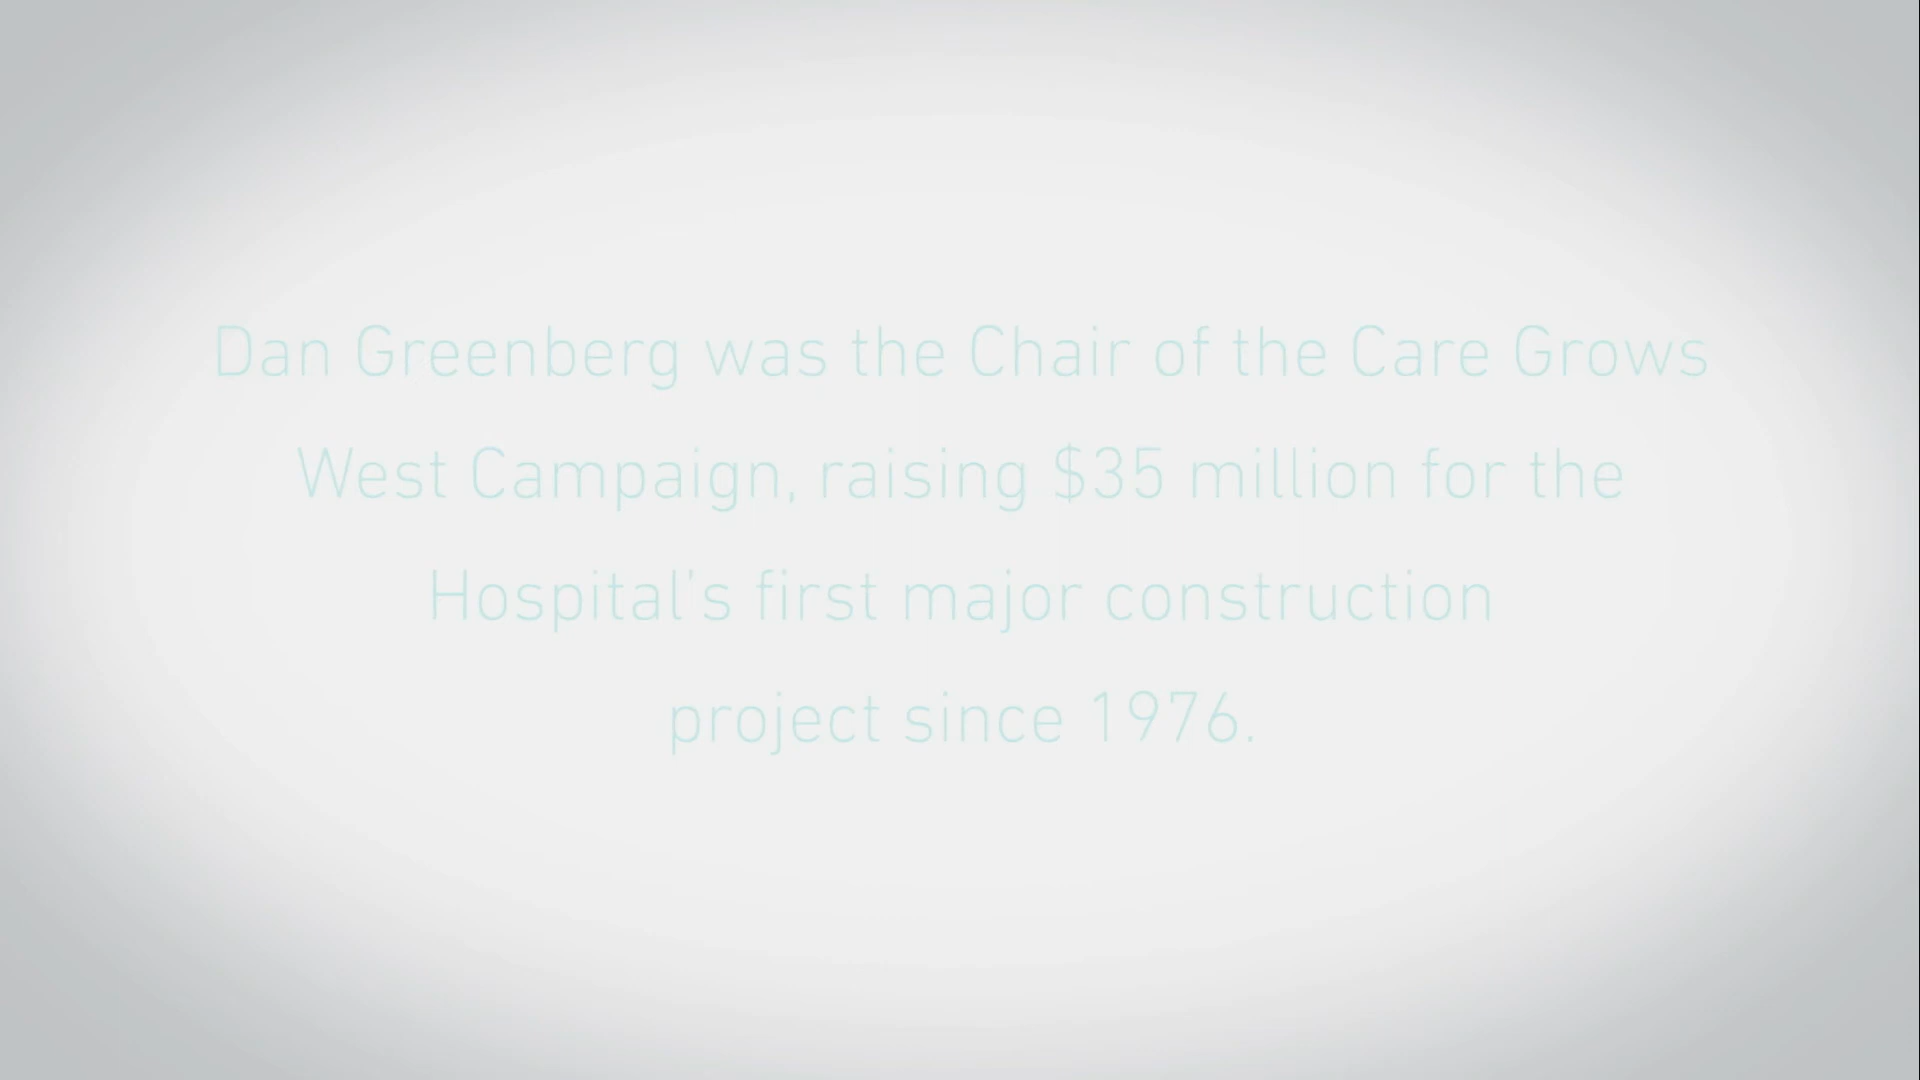 Dan Greenberg was the Chair of the Care Grows
West Campaign, raising $35 million for the
Hospital's first major construction
project since 1976.